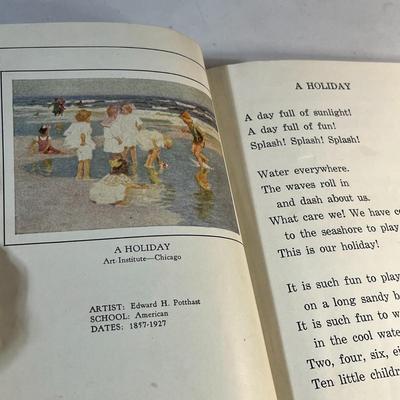 A HOLIDAY
Art Institute—Chicago
ARTIST: Edward H. Potthast
SCHOOL: American
DATES: 1857-1927
A HOLIDAY
A day full of sunlight!
A day full of fun!
Splash! Splash! Splash!
Water everywhere.
The waves roll in
and dash about us.
What care we! We have
to the seashore to play
This is our holiday!
It is such fun to play
on a long sandy
It is such fun to
in the cool
Two, four, six,
Ten little